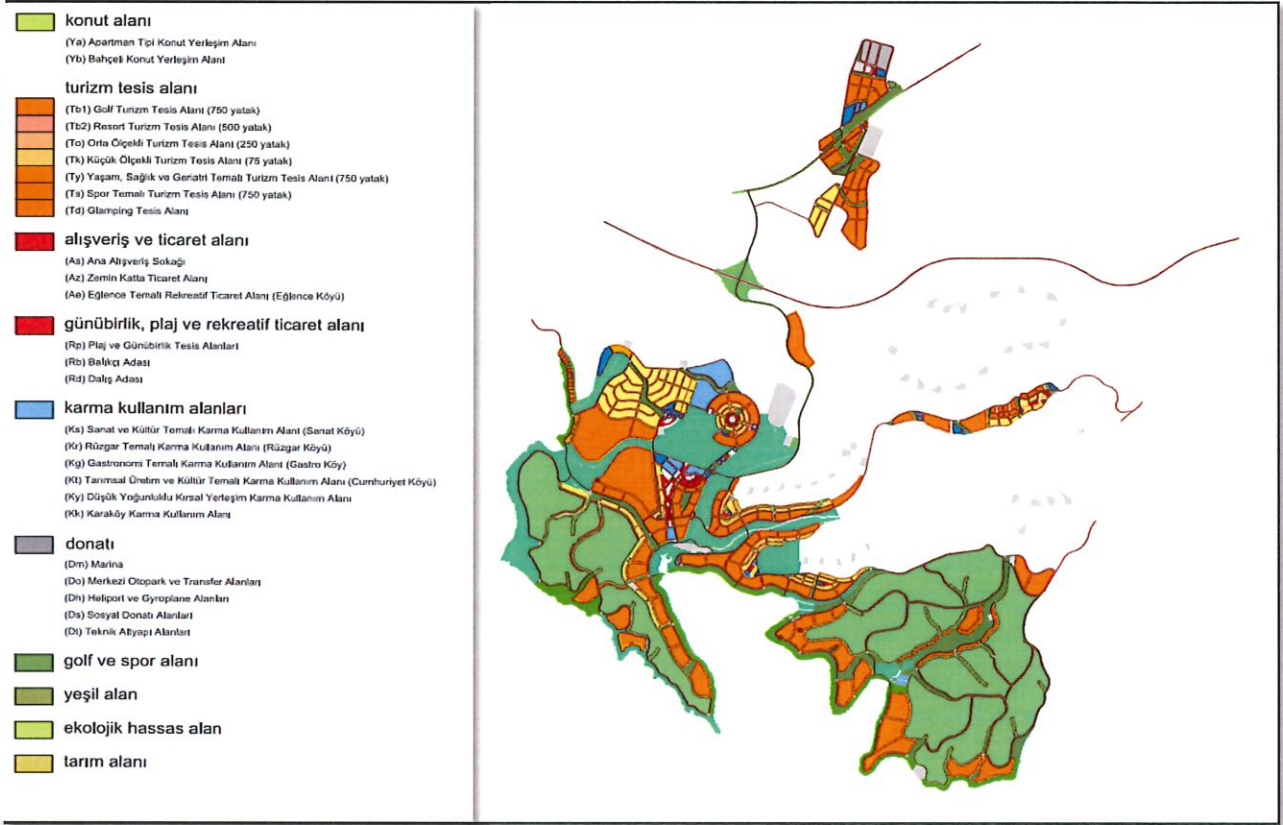 konut alanı
(Ya) Apartman Tipi Konut Yerleşim Alanı
(Yb) Bahçeli Konut Yerleşim Alanı
turizm tesis alanı
(Tb1) Golf Turizm Tesis Alanı (750 yatak)
(Tb2) Resort Turizm Tesis Alanı (500 yatak)
(To) Orta Ölçekli Turizm Tesis Alanı (250 yatak)
(Tk) Küçük Ölçekli Turizm Tesis Alanı (75 yatak)
(Ty) Yaşam, Sağlık ve Geriatri Temalı Turizm Tesis Alanı (750 yatak)
(Ts) Spor Temalı Turizm Tesis Alanı (750 yatak)
(Td) Glamping Tesis Alanı
alışveriş ve ticaret alanı
(As) Ana Alışveriş Sokağı
(Az) Zemin Katta Ticaret Alanı
(Ae) Eğlence Temalı Rekreatif Ticaret Alanı (Eğlence Köyü)
günübirlik, plaj ve rekreatif ticaret alanı
(Rp) Plaj ve Günübirlik Tesis Alanları
(Rb) Balıkçı Adası
(Rd) Dalış Adası
karma kullanım alanları
(Ks) Sanat ve Kültür Temalı Karma Kullanım Alanı (Sanat Köyü)
(Kr) Rüzgar Temalı Karma Kullanım Alanı (Rüzgar Köyü)
(Kg) Gastronomi Temalı Karma Kullanım Alanı (Gastro Köy)
(Kt) Tarımsal Üretim ve Kültür Temalı Karma Kullanım Alanı (Cumhuriyet Köyü)
(Ky) Düşük Yoğunluklu Kırsal Yerleşim Karma Kullanım Alanı
(Kk) Karaköy Karma Kullanım Alanı
donatı
(Dm) Marina
(Do) Merkezi Otopark ve Transfer Alanları
(Dh) Heliport ve Gyroplane Alanları
(Ds) Sosyal Donatı Alanları
(Dt) Teknik Altyapı Alanları
golf ve spor alanı
yeşil alan
ekolojik hassas alan
tarım alanı